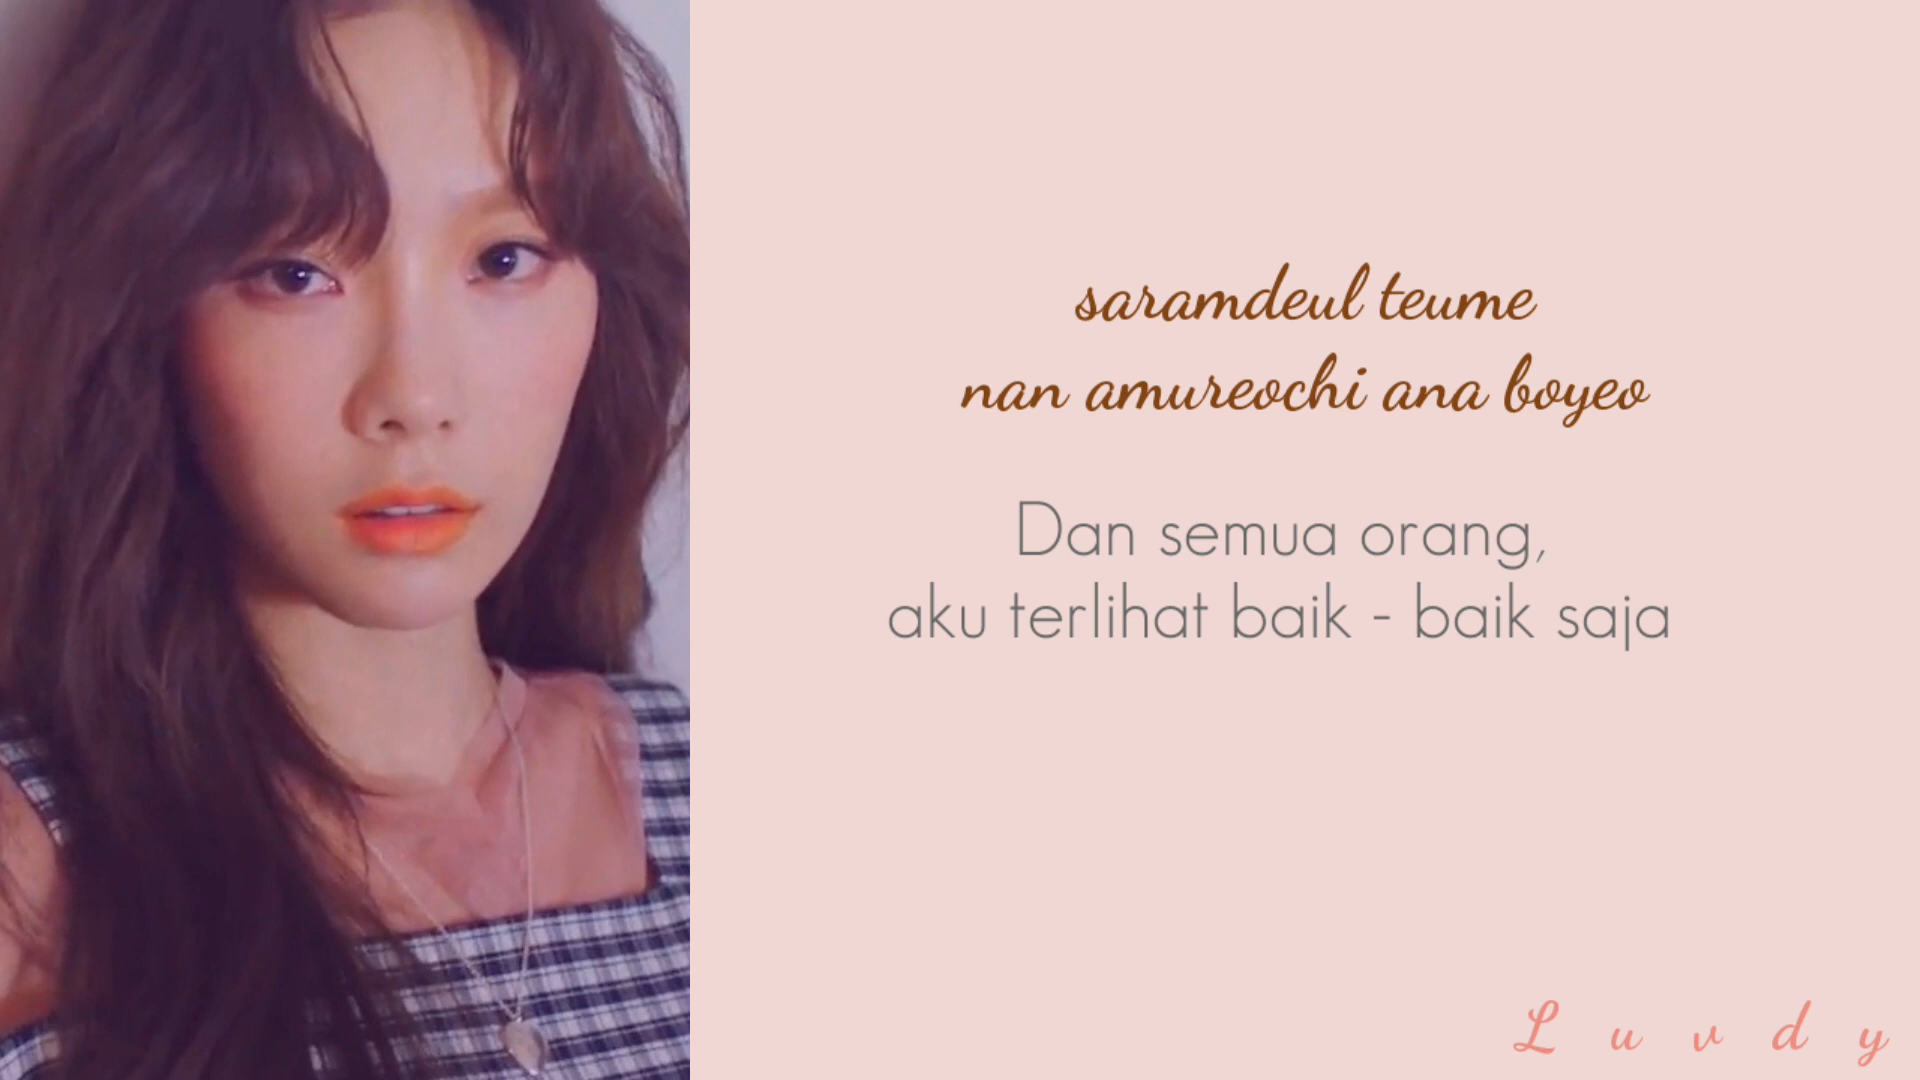 saramdeul teume
nan amureochi ana boyeo
Dan semua orang,
aku terlihat baik - baik saja
L u v d y